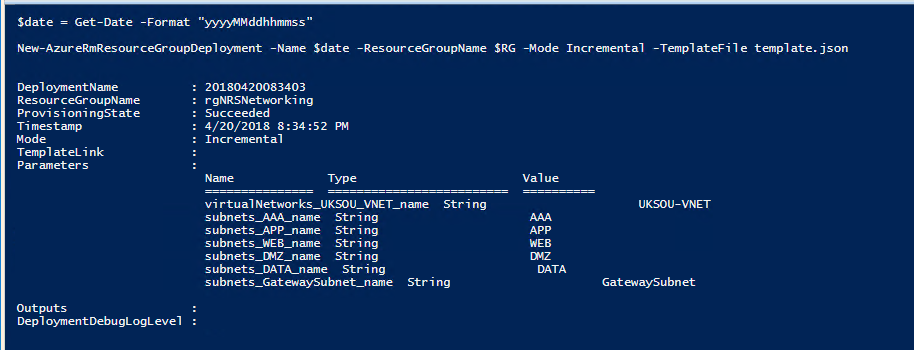 $date = Get-Date -Format "yyyyMMddhhmmss"
New-AzureRmResourceGroupDeployment -Name $date -ResourceGroupName $RG -Mode Incremental -TemplateFile template.json
DeploymentName : 20180420083403
ResourceGroupName : rgNRSNetworking
ProvisioningState : Succeeded
Timestamp : 4/20/2018 8:34:52 PM
Mode : Incremental
TemplateLink :
Parameters :
Name Type Value
=============== ========================= ==========
virtualNetworks_UKSOU_VNET_name String UKSOU-VNET
subnets_AAA_name String AAA
subnets_APP_name String APP
subnets_WEB_name String WEB
subnets_DMZ_name String DMZ
subnets_DATA_name String DATA
subnets_GatewaySubnet_name String GatewaySubnet
Outputs :
DeploymentDebugLogLevel :